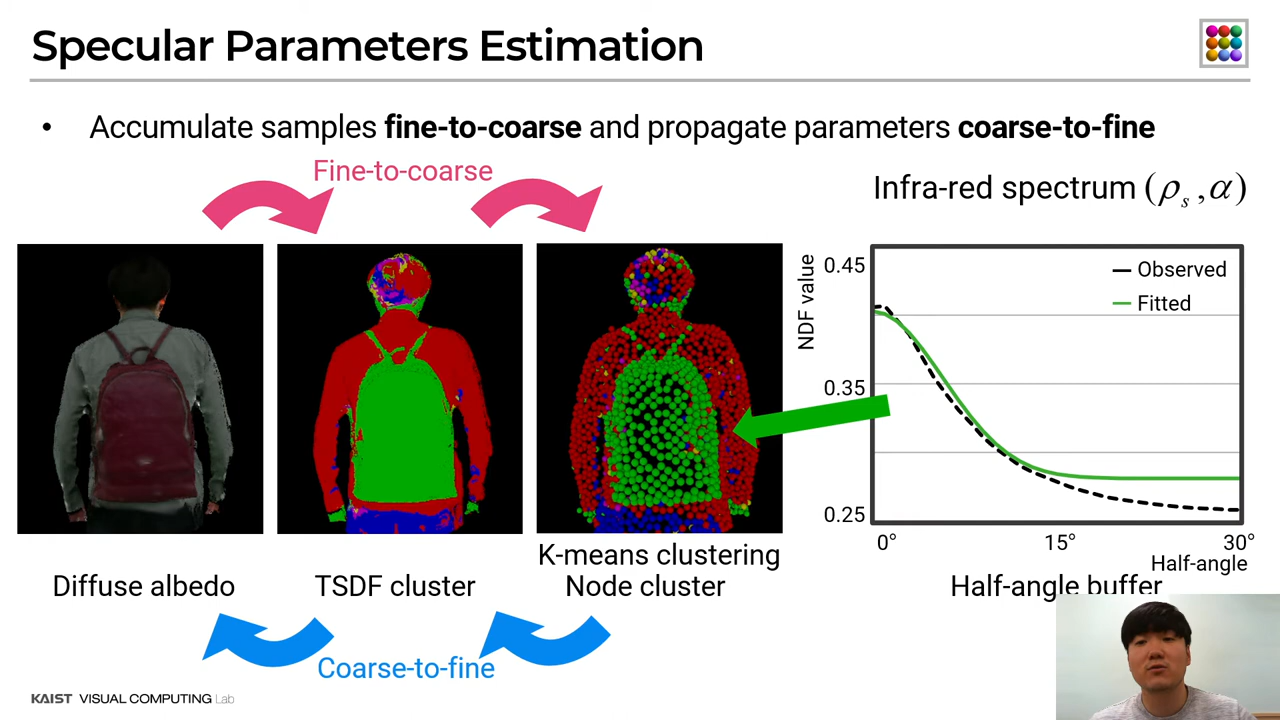 Specular Parameters Estimation
• Accumulate samples fine-to-coarse and propagate parameters coarse-to-fine
Fine-to-coarse
Infra-red spectrum (ρs, α)
NDF value
0.45
0.35
0.25
Observed
Fitted
0°
15°
30°
Half-angle
K-means clustering
Diffuse albedo
TSDF cluster
Node cluster
Half-angle buffer
Coarse-to-fine
KAIST VISUAL COMPUTING Lab